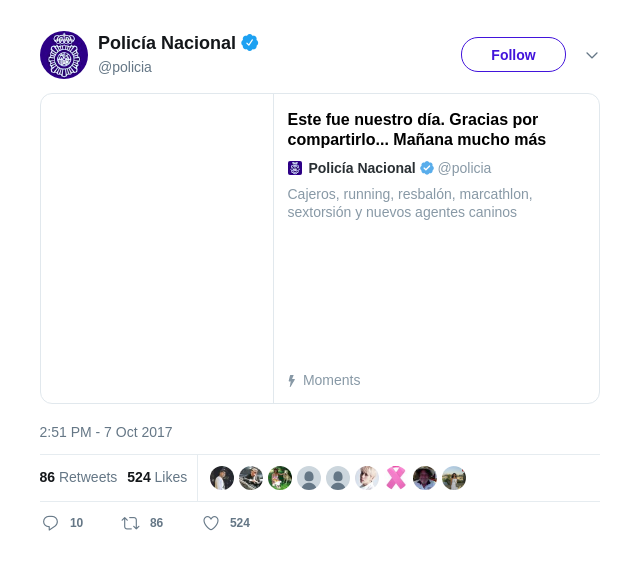 Policía Nacional
@policia
Follow
Este fue nuestro día. Gracias por
compartirlo... Mañana mucho más
Policía Nacional @policia
Cajeros, running, resbalón, marcathlon,
sextorsión y nuevos agentes caninos
Moments
2:51 PM - 7 Oct 2017
86 Retweets 524 Likes
10 86 524